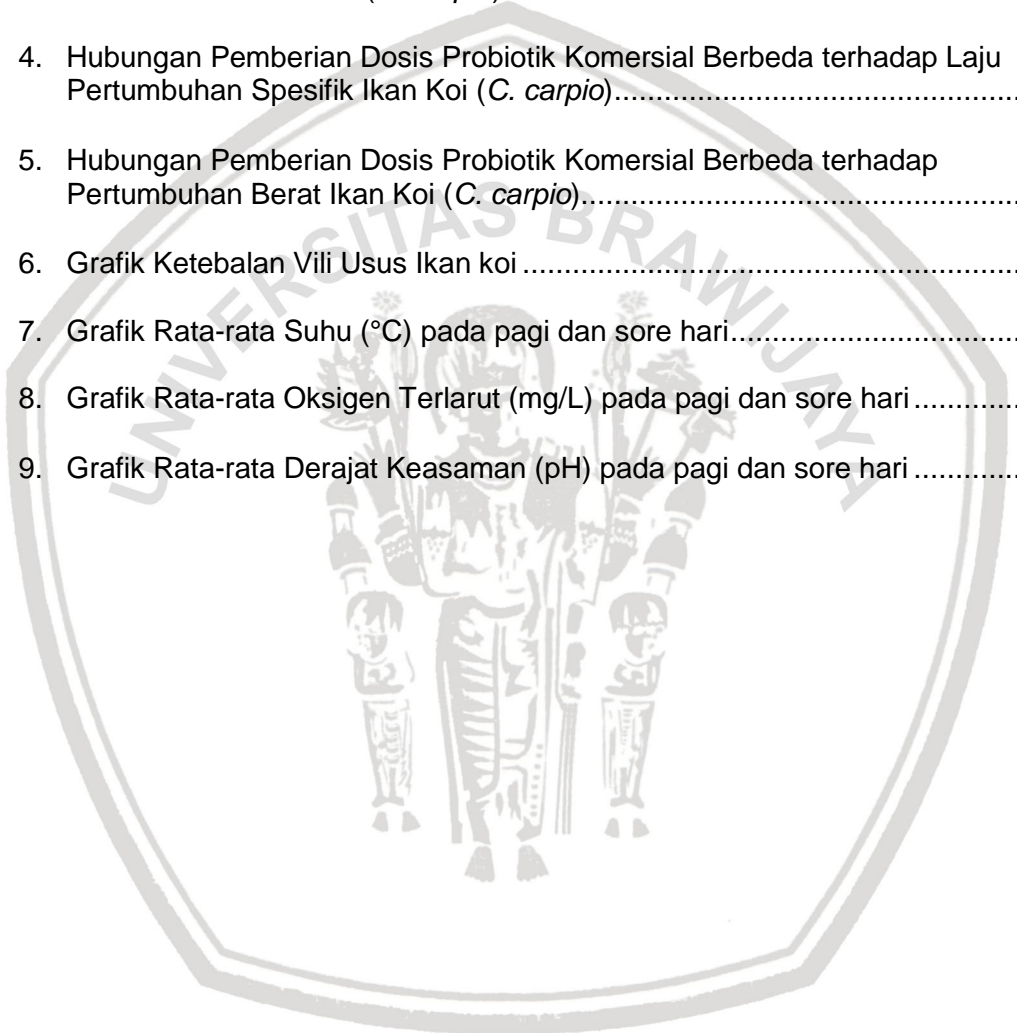 4. Hubungan Pemberian Dosis Probiotik Komersial Berbeda terhadap Laju
Pertumbuhan Spesifik Ikan Koi (C. carpio)..................................................
5. Hubungan Pemberian Dosis Probiotik Komersial Berbeda terhadap
Pertumbuhan Berat Ikan Koi (C. carpio)......................................................
6. Grafik Ketebalan Vili Usus Ikan koi .............................................................
7. Grafik Rata-rata Suhu (°C) pada pagi dan sore hari...................................
8. Grafik Rata-rata Oksigen Terlarut (mg/L) pada pagi dan sore hari .............
9. Grafik Rata-rata Derajat Keasaman (pH) pada pagi dan sore hari .............
UNIVERSITAS BRAWIJAYA